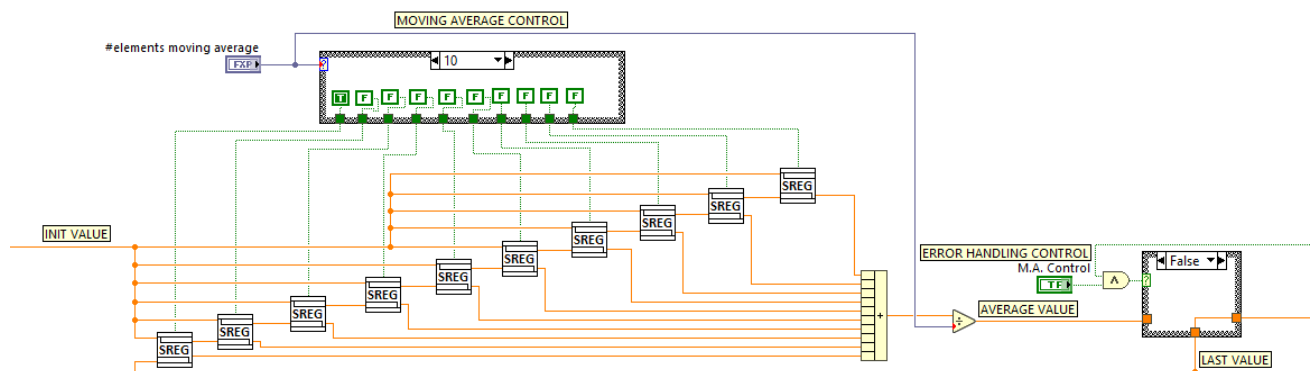 MOVING AVERAGE CONTROL
#elements moving average
FXP
?
10
T F F F F F F F F F
SREG
SREG
SREG
SREG
SREG
SREG
SREG
SREG
SREG
SREG
INIT VALUE
+
÷
AVERAGE VALUE
ERROR HANDLING CONTROL
M.A. Control
TF
∧
?
False
LAST VALUE